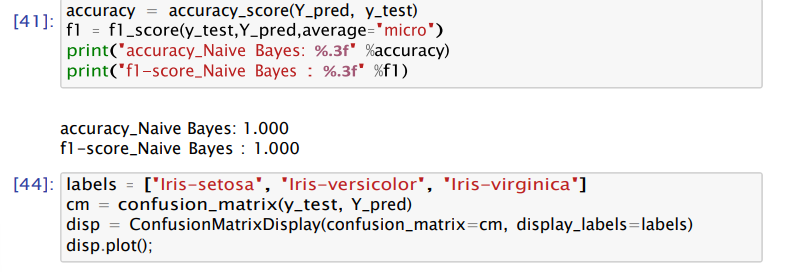 [41]: accuracy = accuracy_score(Y_pred, y_test)
f1 = f1_score(y_test,Y_pred,average="micro")
print("accuracy_Naive Bayes: %.3f" %accuracy)
print("f1-score_Naive Bayes : %.3f" %f1)
accuracy_Naive Bayes: 1.000
f1-score_Naive Bayes : 1.000
[44]: labels = ["Iris-setosa", "Iris-versicolor", "Iris-virginica"]
cm = confusion_matrix(y_test, Y_pred)
disp = ConfusionMatrixDisplay(confusion_matrix=cm, display_labels=labels)
disp.plot();